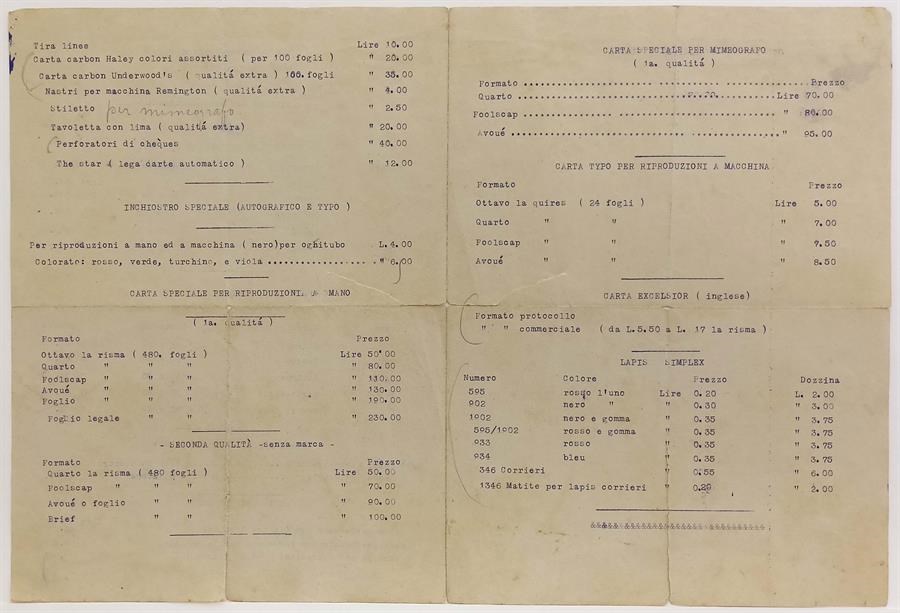 Tira linee Lire 10.00
Carta carbon Haley colori assortiti ( per 100 fogli ) " 20.00
Carta carbon Underwood's ( qualitá extra ) 100.fogli " 35.00
Nastri per macchina Remington ( qualitá extra ) " 4.00
Stiletto per mimeografo " 2.50
Tavoletta con lima ( qualitá extra) " 20.00
Perforatori di cheques " 40.00
The star ( lega carte automatico ) " 12.00
INCHIOSTRO SPECIALE (AUTOGRAFICO E TYPO )
Per riproduzioni a mano ed a macchina ( nero)per ognitubo L.4.00
Colorato: rosso, verde, turchino, e viola .................. " 6.00
CARTA SPECIALE PER RIPRODUZIONI MANO
( 1a. qualitá )
Formato Prezzo
Ottavo la risma ( 480. fogli ) Lire 50.00
Quarto " " " " 80.00
Foolscap " " " " 130.00
Avoué " " " " 130.00
Foglio " " " " 190.00
Foglio legale " " " 230.00
- SECONDA QUALITÀ -senza marca -
Formato Prezzo
Quarto la risma ( 480 fogli ) Lire 50.00
Foolscap " " " " 70.00
Avoué o foglio " " " 90.00
Brief " " " 100.00
CARTA SPECIALE PER MIMEOGRAFO
( 1a. qualitá )
Formato ............................................ Prezzo
Quarto ............................................ Lire 70.00
Foolscap ............................................ " 80.00
Avoué ............................................ " 95.00
CARTA TYPO PER RIPRODUZIONI A MACCHINA
Formato Prezzo
Ottavo la quires ( 24 fogli ) Lire 5.00
Quarto " " " 7.00
Foolscap " " " 7.50
Avoué " " " 8.50
CARTA EXCELSIOR ( inglese)
Formato protocollo
" " commerciale ( da L.5.50 a L. 17 la risma )
LAPIS SIMPLEX
Numero Colore Prezzo Dozzina
595 rosso l'uno Lire 0.20 L. 2.00
902 nero " " 0.30 " 3.00
1902 nero e gomma " 0.35 " 3.75
595/1902 rosso e gomma " 0.35 " 3.75
933 rosso " 0.35 " 3.75
934 bleu " 0.35 " 3.75
346 Corrieri " 0.55 " 6.00
1346 Matite per lapis corrieri " 0.20 " 2.00
&&&&&&&&&&&&&&&&&&&&&&&&&&&&&&